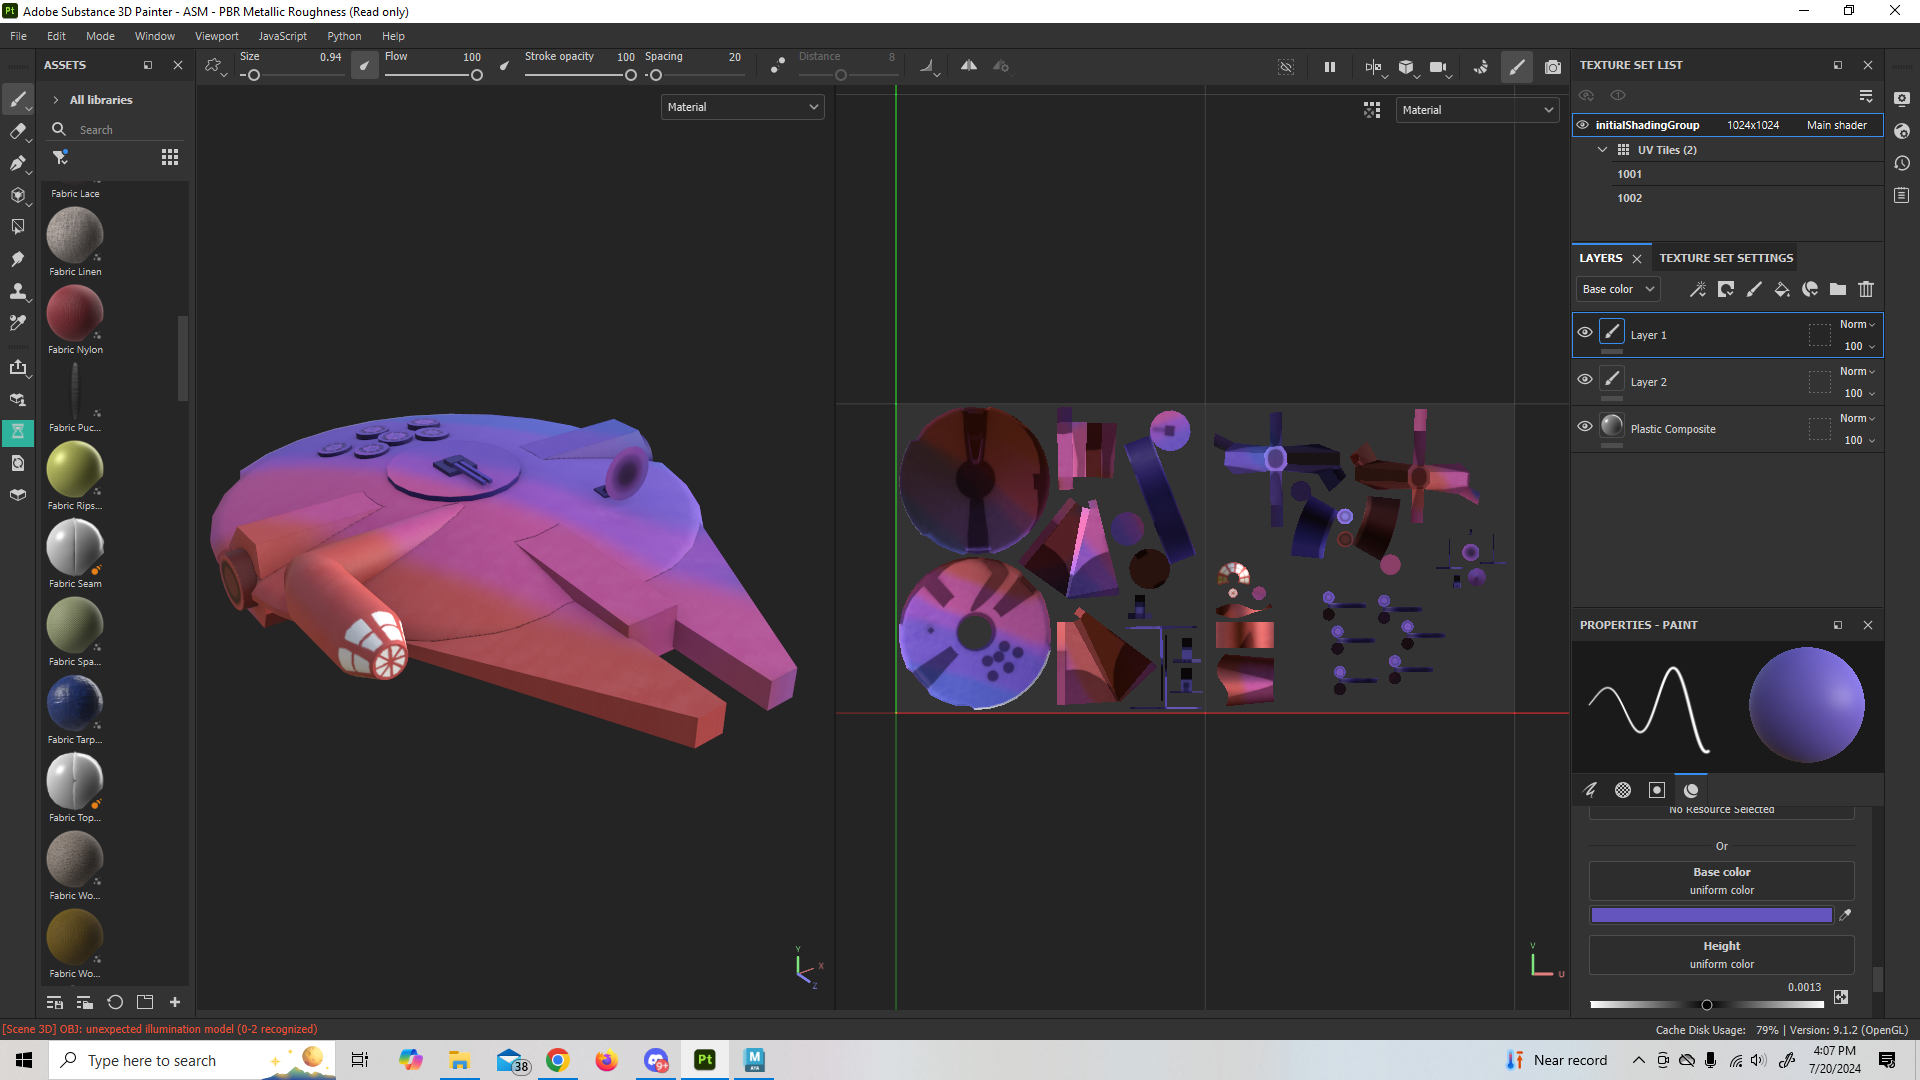 Pt Adobe Substance 3D Painter - ASM - PBR Metallic Roughness (Read only)
File Edit Mode Window Viewport JavaScript Python Help
ASSETS
Size 0.94
Flow 100
Stroke opacity 100
Spacing 20
Distance 8
All libraries
Search
Fabric Lace
Fabric Linen
Fabric Nylon
Fabric Puc...
Fabric Rips...
Fabric Seam
Fabric Spa...
Fabric Tarp...
Fabric Top...
Fabric Wo...
Fabric Wo...
Material
Y
X
Z
Material
V
U
TEXTURE SET LIST
initialShadingGroup 1024x1024 Main shader
UV Tiles (2)
1001
1002
LAYERS TEXTURE SET SETTINGS
Base color
Layer 1 Norm
100
Layer 2 Norm
100
Plastic Composite Norm
100
PROPERTIES - PAINT
No Resource Selected
Or
Base color
uniform color
Height
uniform color
0.0013
[Scene 3D] OBJ: unexpected illumination model (0-2 recognized)
Cache Disk Usage: 79% | Version: 9.1.2 (OpenGL)
Type here to search
38
9+
Pt
M
Near record
4:07 PM
7/20/2024